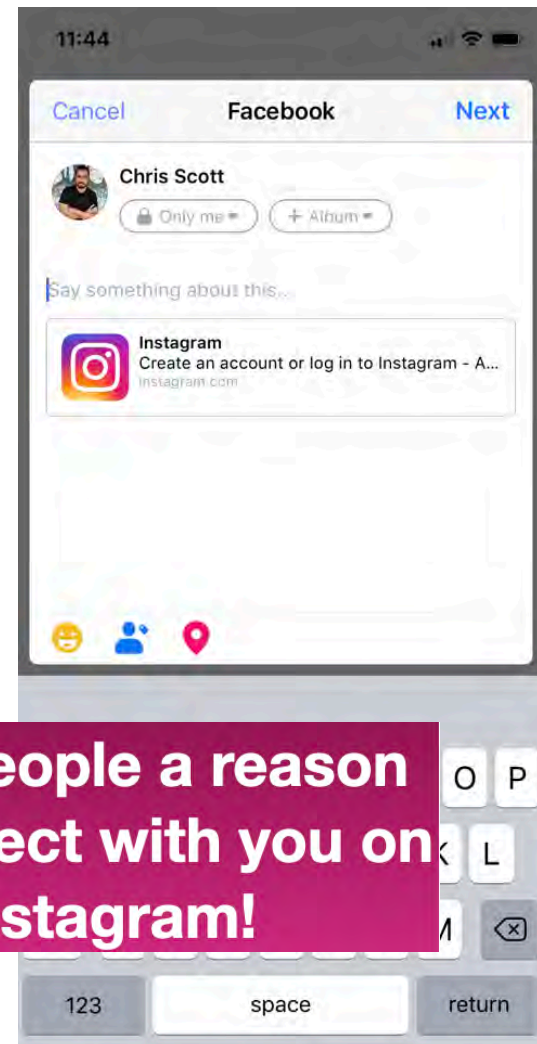 11:44
Cancel Facebook Next
Chris Scott
Only me + Album
Say something about this...
Instagram
Create an account or log in to Instagram - A...
instagram.com
eople a reason
ect with you on
stagram!
O P
K L
M
123 space return